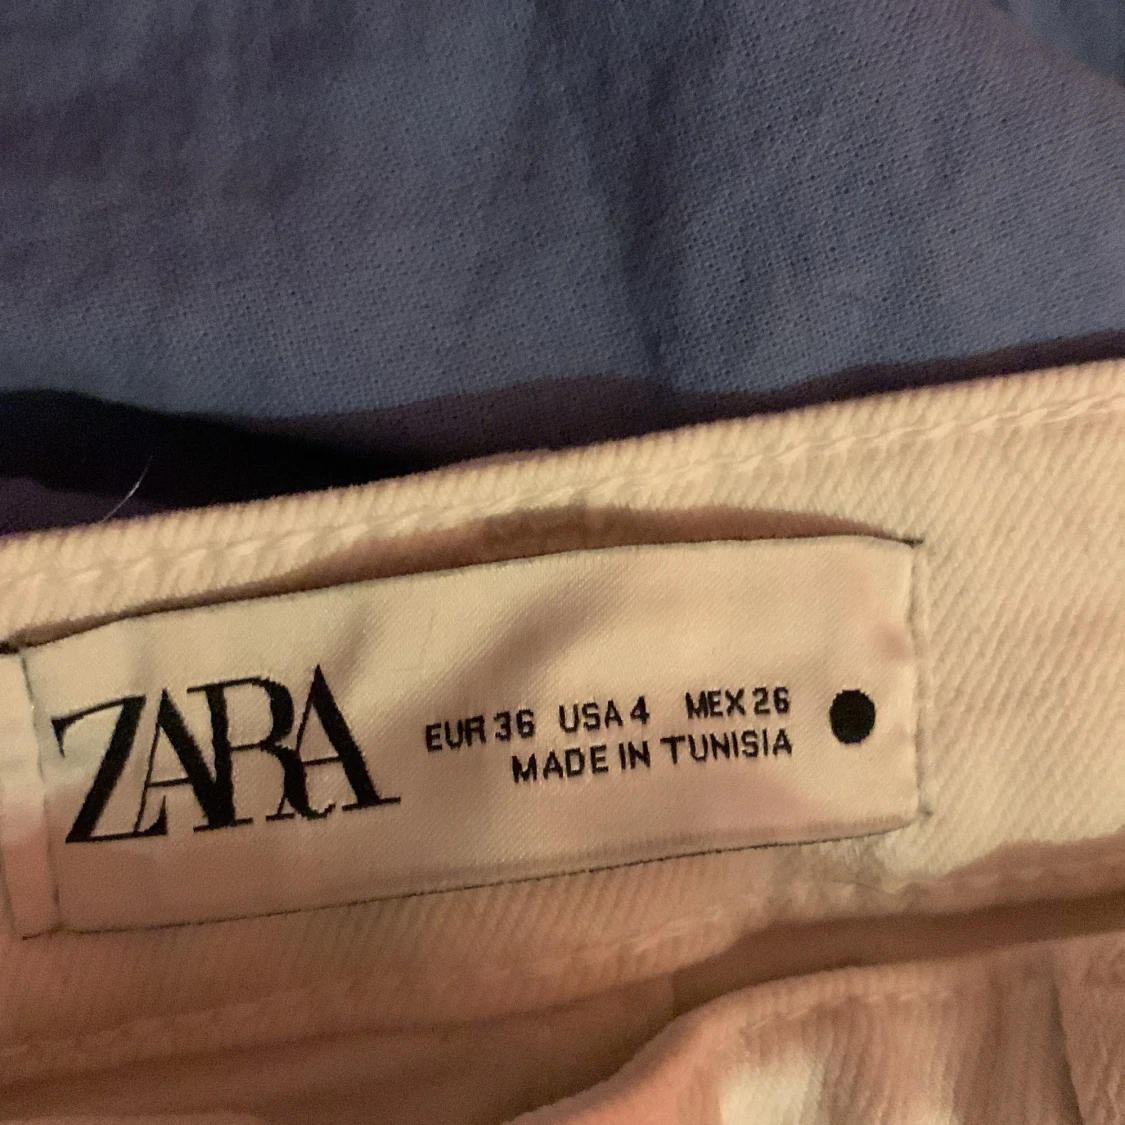 ZARA
EUR 36 USA 4 MEX 26
MADE IN TUNISIA